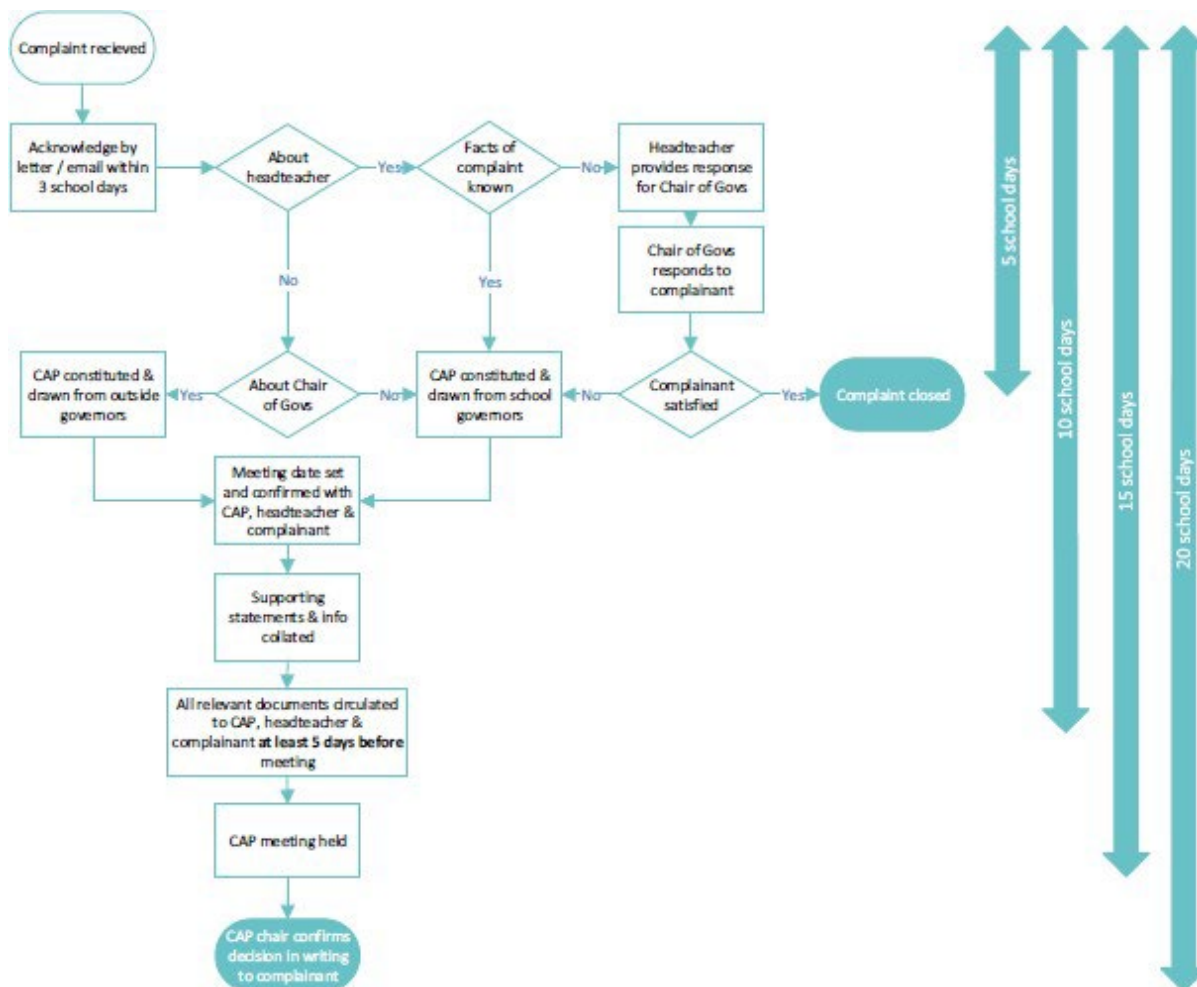 Complaint recieved
Acknowledge by
letter / email within
3 school days
About
headteacher
Yes
Facts of
complaint
known
No
Headteacher
provides response
for Chair of Govs
Chair of Govs
responds to
complainant
No
Yes
CAP constituted &
drawn from outside
governors
Yes
About Chair
of Govs
No
CAP constituted &
drawn from school
governors
No
Complainant
satisfied
Yes
Complaint closed
Meeting date set
and confirmed with
CAP, headteacher &
complainant
Supporting
statements & info
collated
All relevant documents circulated
to CAP, headteacher &
complainant at least 5 days before
meeting
CAP meeting held
CAP chair confirms
decision in writing
to complainant
5 school days
10 school days
15 school days
20 school days